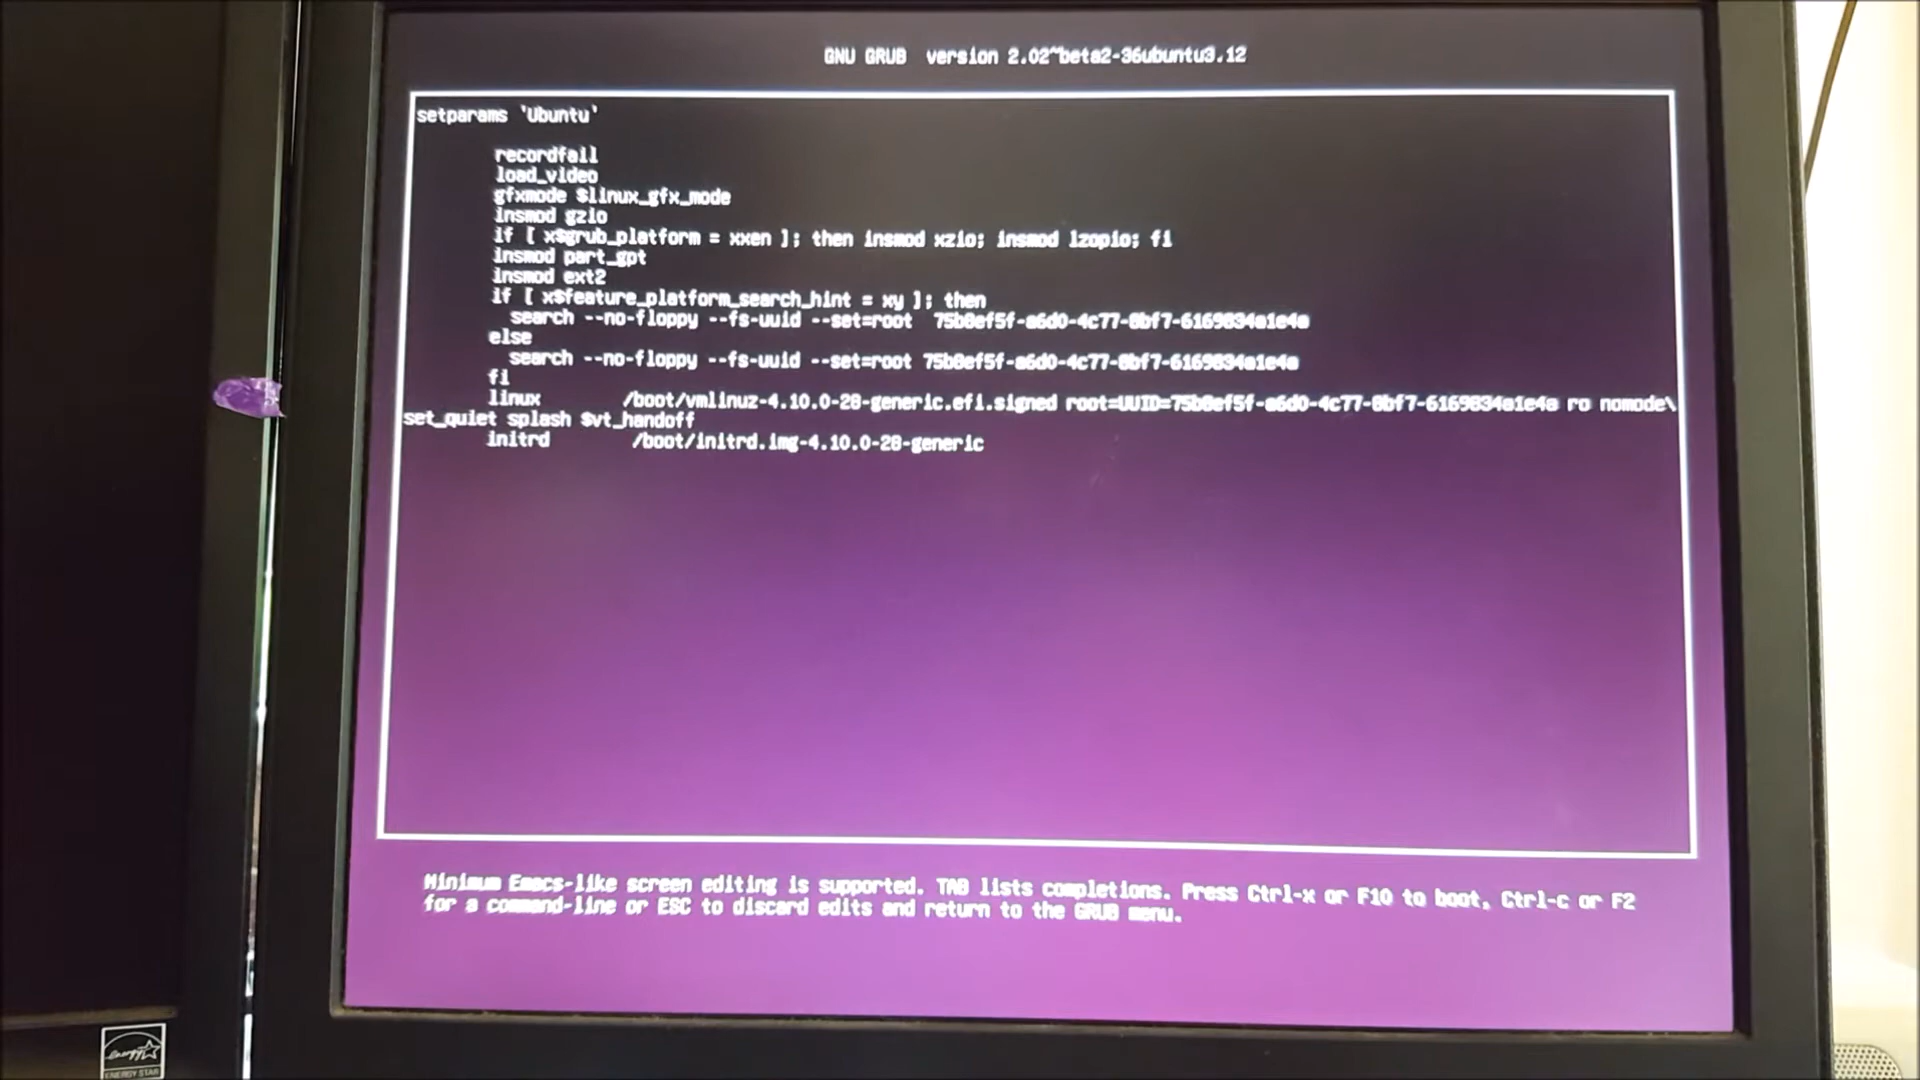 GNU GRUB version 2.02~beta2-36ubuntu3.12
setparams 'Ubuntu'
recordfail
load_video
gfxmode $linux_gfx_mode
insmod gzio
if [ x$grub_platform = xxen ]; then insmod xzio; insmod lzopio; fi
insmod part_gpt
insmod ext2
if [ x$feature_platform_search_hint = xy ]; then
search --no-floppy --fs-uuid --set=root 75b8ef5f-a6d0-4c77-8bf7-6169834a1e4a
else
search --no-floppy --fs-uuid --set=root 75b8ef5f-a6d0-4c77-8bf7-6169834a1e4a
fi
linux /boot/vmlinuz-4.10.0-28-generic.efi.signed root=UUID=75b8ef5f-a6d0-4c77-8bf7-6169834a1e4a ro nomode\
set_quiet splash $vt_handoff
initrd /boot/initrd.img-4.10.0-28-generic
Minimum Emacs-like screen editing is supported. TAB lists completions. Press Ctrl-x or F10 to boot, Ctrl-c or F2
for a command-line or ESC to discard edits and return to the GRUB menu.
energy
ENERGY STAR